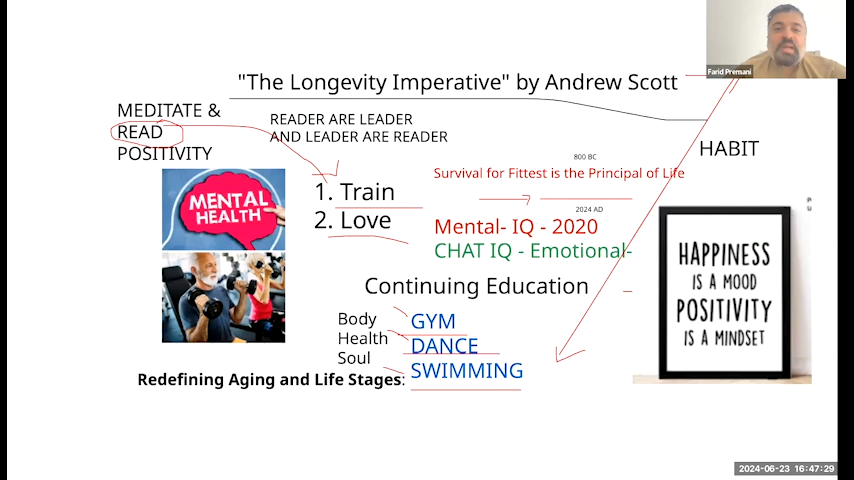 Farid Premani
"The Longevity Imperative" by Andrew Scott
MEDITATE &
READ
POSITIVITY
READER ARE LEADER
AND LEADER ARE READER
HABIT
800 BC
Survival for Fittest is the Principal of Life
MENTAL
HEALTH
1. Train
2. Love
2024 AD
Mental- IQ - 2020
CHAT IQ - Emotional-
HAPPINESS
IS A MOOD
POSITIVITY
IS A MINDSET
Continuing Education
Body
Health
Soul
GYM
DANCE
SWIMMING
Redefining Aging and Life Stages:
2024-06-23 16:47:29